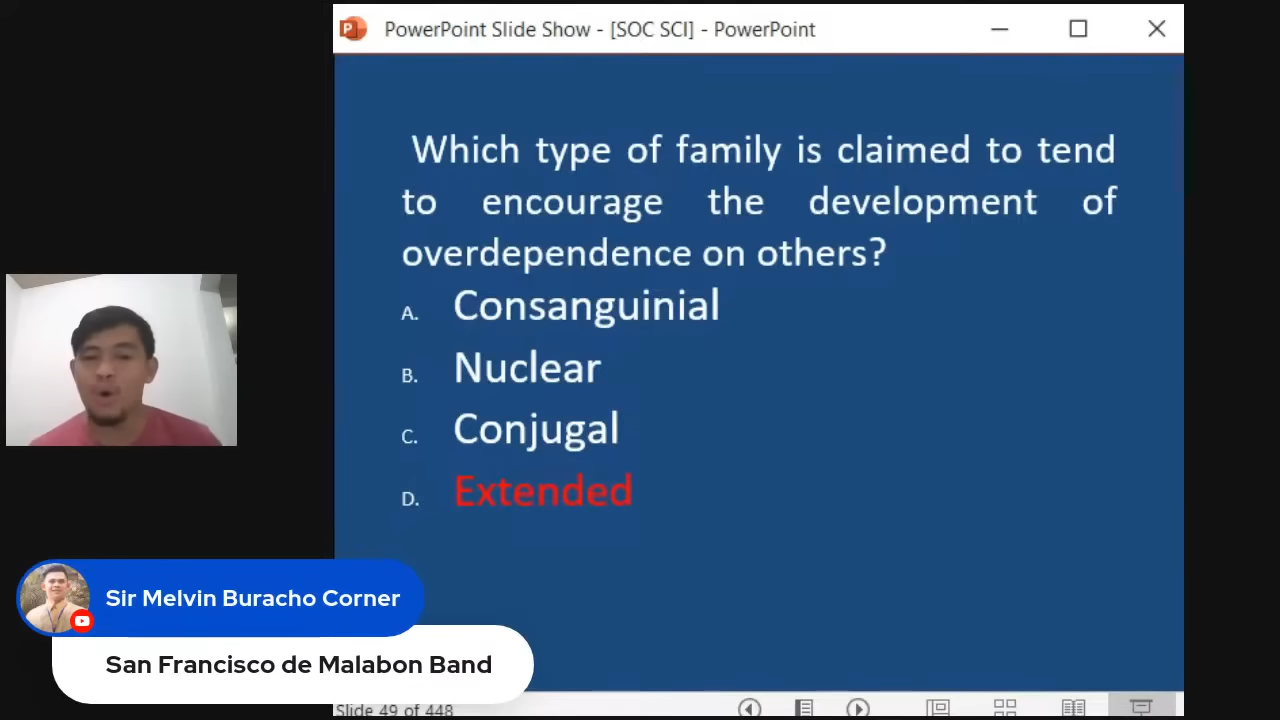 PowerPoint Slide Show - [SOC SCI] - PowerPoint
Which type of family is claimed to tend
to encourage the development of
overdependence on others?
A. Consanguinial
B. Nuclear
C. Conjugal
D. Extended
Sir Melvin Buracho Corner
San Francisco de Malabon Band
Slide 49 of 448